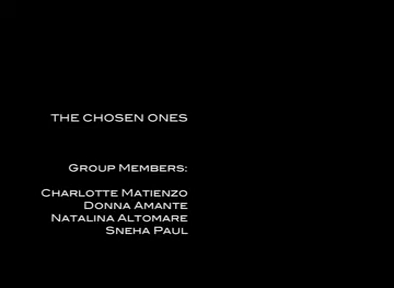 THE CHOSEN ONES
GROUP MEMBERS:
CHARLOTTE MATIENZO
DONNA AMANTE
NATALINA ALTOMARE
SNEHA PAUL